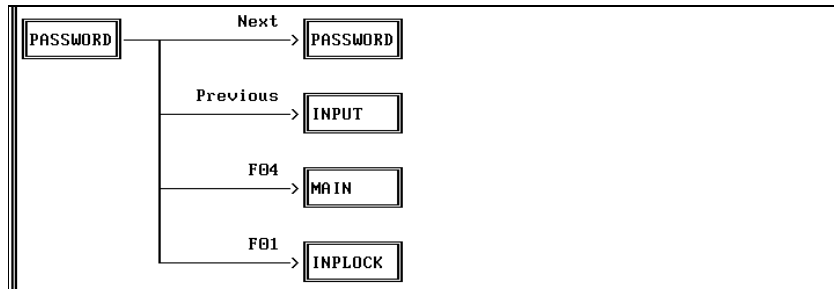 Next
PASSWORD PASSWORD
Previous
INPUT
F04
MAIN
F01
INPLOCK